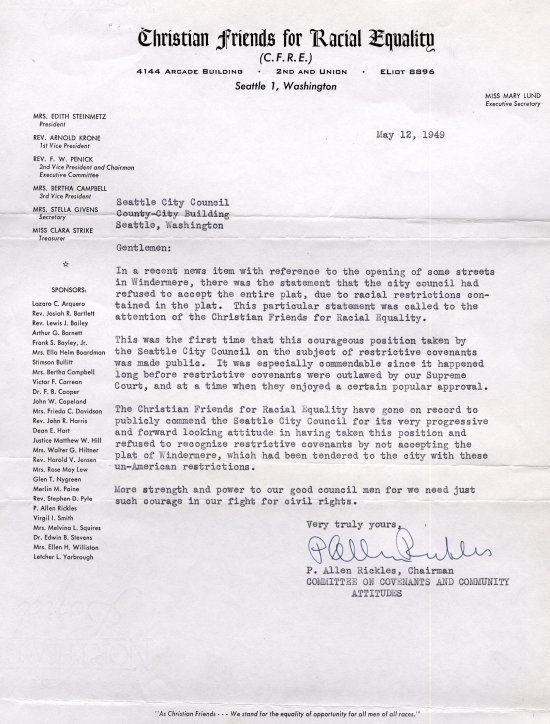 Christian Friends for Racial Equality
(C.F.R.E.)
4144 Arcade Building • 2nd and Union • ELiot 8896
Seattle 1, Washington
MISS MARY LUND
Executive Secretary
MRS. EDITH STEINMETZ
President
REV. ARNOLD KRONE
1st Vice President
REV. F. W. PENICK
2nd Vice President and Chairman
Executive Committee
MRS. BERTHA CAMPBELL
3rd Vice President
MRS. STELLA GIVENS
Secretary
MISS CLARA STRIKE
Treasurer
☆
SPONSORS:
Lazaro C. Arquero
Rev. Josiah R. Bartlett
Rev. Lewis J. Bailey
Arthur G. Barnett
Frank S. Bayley, Jr.
Mrs. Ella Helm Boardman
Stimson Bullitt
Mrs. Bertha Campbell
Victor F. Carreon
Dr. F. B. Cooper
John W. Copeland
Mrs. Frieda C. Davidson
Rev. John R. Harris
Dean E. Hart
Justice Matthew W. Hill
Mrs. Walter G. Hiltner
Rev. Harold V. Jensen
Mrs. Rose May Lew
Glen T. Nygreen
Merlin M. Paine
Rev. Stephen D. Pyle
P. Allen Rickles
Virgil I. Smith
Mrs. Melvina L. Squires
Dr. Edwin B. Stevens
Mrs. Ellen H. Williston
Letcher L. Yarbrough
May 12, 1949
Seattle City Council
County-City Building
Seattle, Washington
Gentlemen:
In a recent news item with reference to the opening of some streets
in Windermere, there was the statement that the city council had
refused to accept the entire plat, due to racial restrictions con-
tained in the plat. This particular statement was called to the
attention of the Christian Friends for Racial Equality.
This was the first time that this courageous position taken by
the Seattle City Council on the subject of restrictive covenants
was made public. It was especially commendable since it happened
long before restrictive covenants were outlawed by our Supreme
Court, and at a time when they enjoyed a certain popular approval.
The Christian Friends for Racial Equality have gone on record to
publicly commend the Seattle City Council for its very progressive
and forward looking attitude in having taken this position and
refused to recognize restrictive covenants by not accepting the
plat of Windermere, which had been tendered to the city with these
un-American restrictions.
More strength and power to our good council men for we need just
such courage in our fight for civil rights.
Very truly yours,
P Allen Rickles
P. Allen Rickles, Chairman
COMMITTEE ON COVENANTS AND COMMUNITY
ATTITUDES
"As Christian Friends - - - We stand for the equality of opportunity for all men of all races."